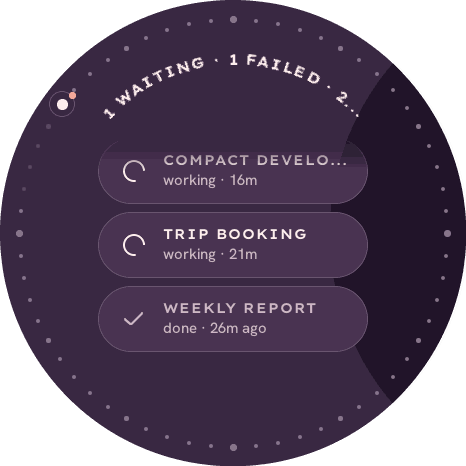 1 WAITING · 1 FAILED · 2...
COMPACT DEVELO...
working · 16m
TRIP BOOKING
working · 21m
WEEKLY REPORT
done · 26m ago